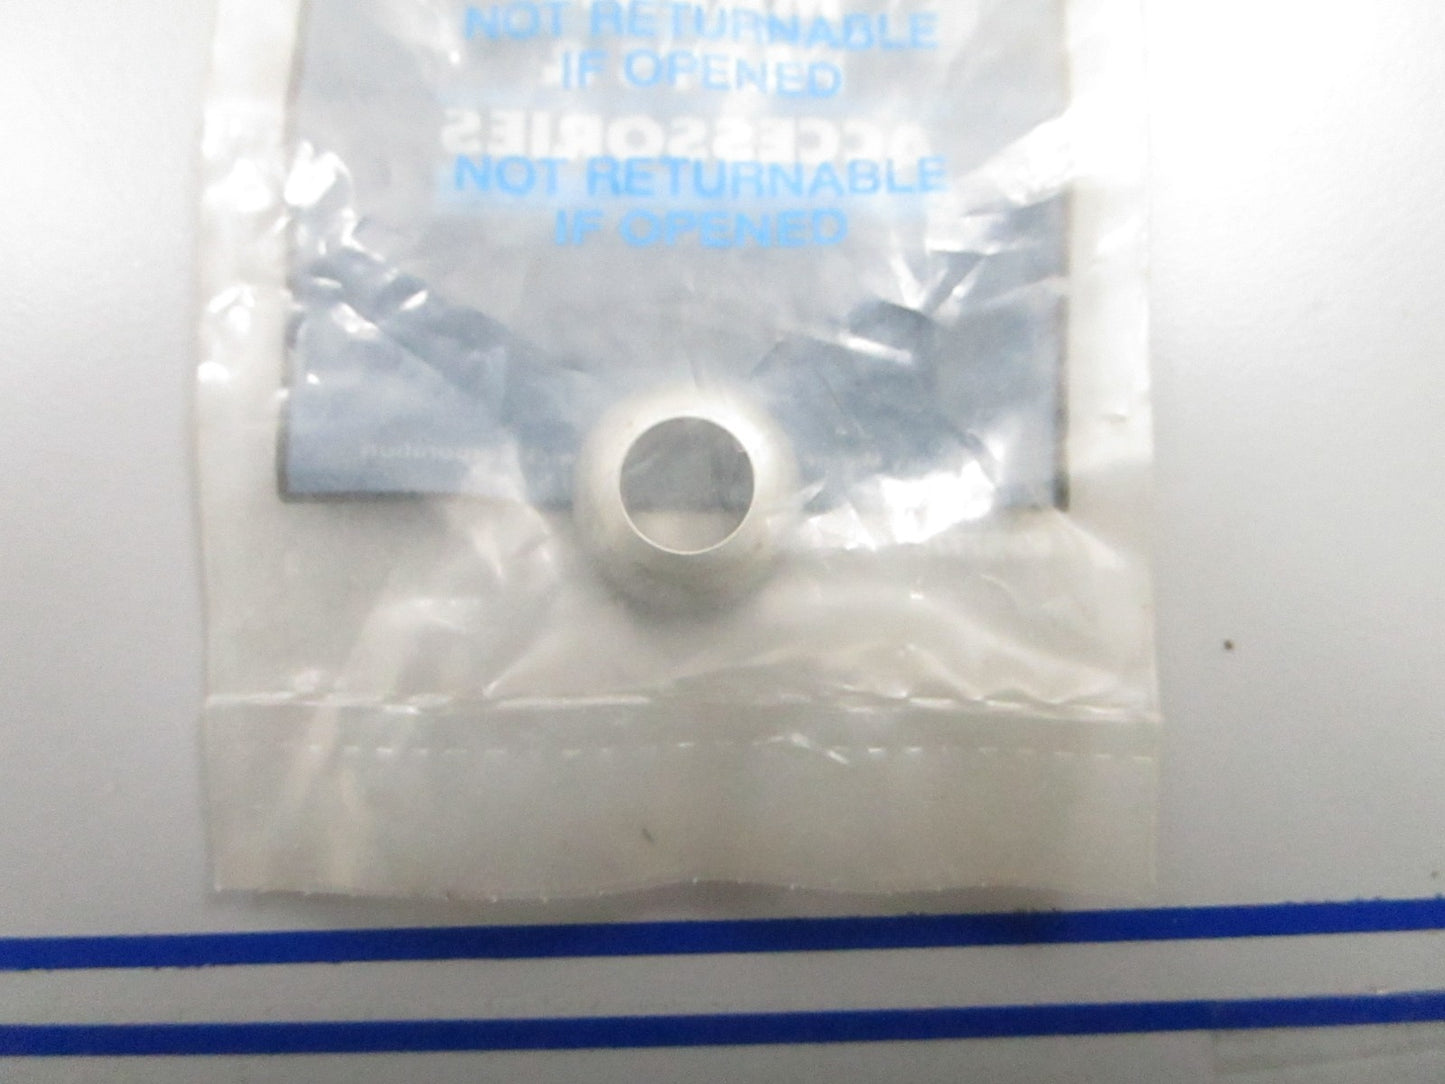 NOT RETURNABLE
IF OPENED
ACCESSORIES
NOT RETURNABLE
IF OPENED